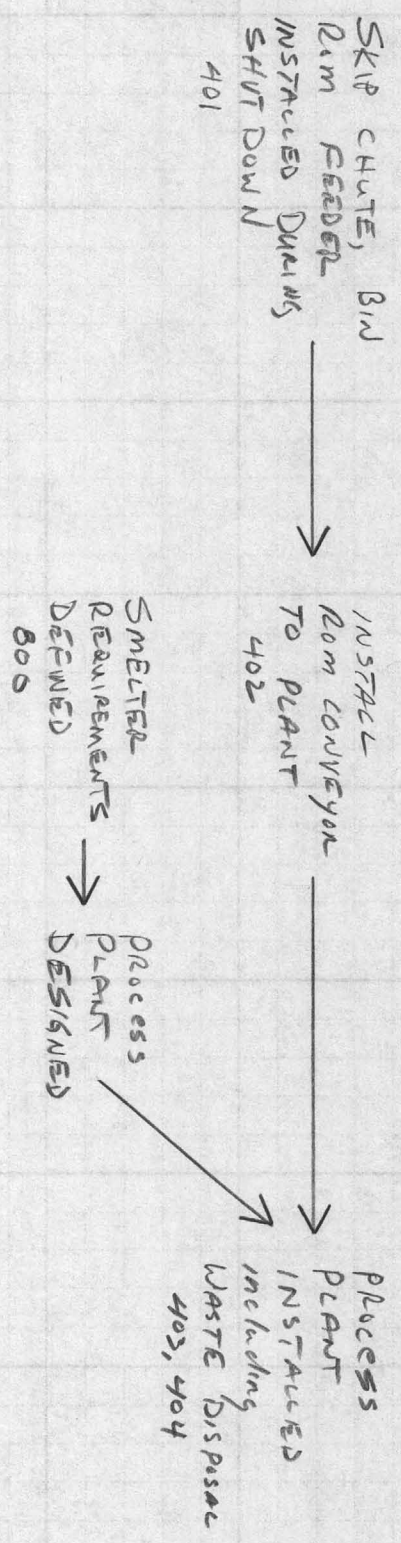 SKIP CHUTE, BIN
ROM FEEDER
INSTALLED DURING
SHUT DOWN
401
INSTALL
ROM CONVEYOR
TO PLANT
402
SMELTER
REQUIREMENTS
DEFINED
800
PROCESS
PLANT
DESIGNED
PROCESS
PLANT
INSTALLED
including
WASTE DISPOSAL
403, 404